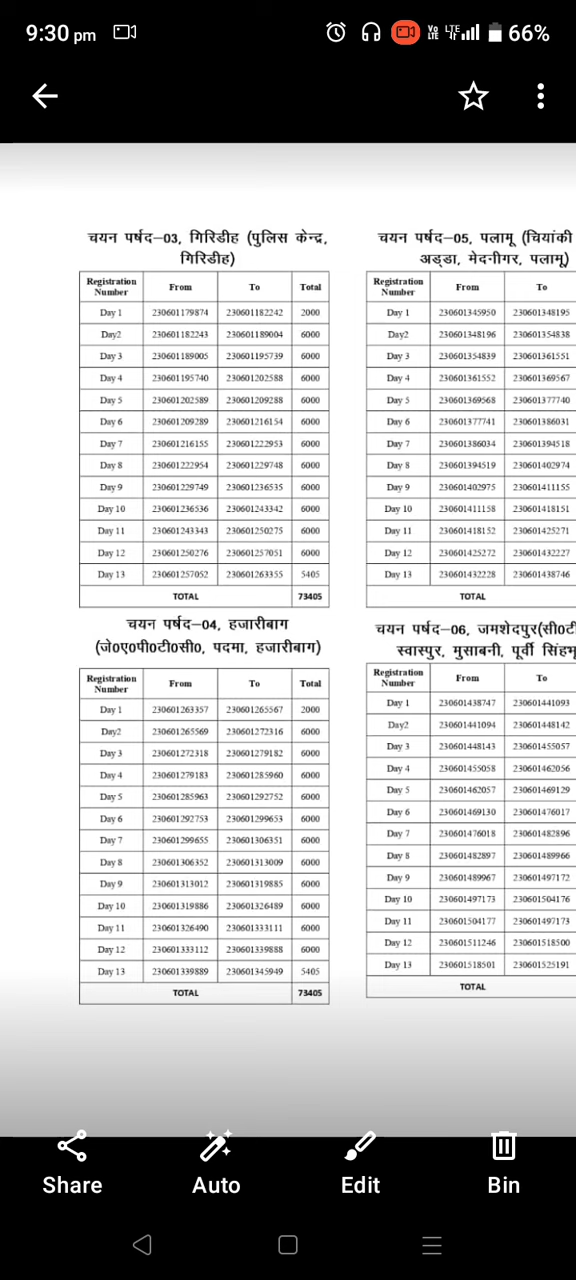 9:30 pm VoLTE LTE 66%
चयन पर्षद–03, गिरिडीह (पुलिस केन्द्र,
गिरिडीह)
Registration Number From To Total
Day 1 230601179874 230601182242 2000
Day2 230601182243 230601189004 6000
Day 3 230601189005 230601195739 6000
Day 4 230601195740 230601202588 6000
Day 5 230601202589 230601209288 6000
Day 6 230601209289 230601216154 6000
Day 7 230601216155 230601222953 6000
Day 8 230601222954 230601229748 6000
Day 9 230601229749 230601236535 6000
Day 10 230601236536 230601243342 6000
Day 11 230601243343 230601250275 6000
Day 12 230601250276 230601257051 6000
Day 13 230601257052 230601263355 5405
TOTAL 73405
चयन पर्षद–04, हजारीबाग
(जे०ए०पी०टी०सी०, पदमा, हजारीबाग)
Registration Number From To Total
Day 1 230601263357 230601265567 2000
Day2 230601265569 230601272316 6000
Day 3 230601272318 230601279182 6000
Day 4 230601279183 230601285960 6000
Day 5 230601285963 230601292752 6000
Day 6 230601292753 230601299653 6000
Day 7 230601299655 230601306351 6000
Day 8 230601306352 230601313009 6000
Day 9 230601313012 230601319885 6000
Day 10 230601319886 230601326489 6000
Day 11 230601326490 230601333111 6000
Day 12 230601333112 230601339888 6000
Day 13 230601339889 230601345949 5405
TOTAL 73405
चयन पर्षद–05, पलामू (चियांकी
अड्डा, मेदनीगर, पलामू)
Registration Number From To
Day 1 230601345950 230601348195
Day2 230601348196 230601354838
Day 3 230601354839 230601361551
Day 4 230601361552 230601369567
Day 5 230601369568 230601377740
Day 6 230601377741 230601386031
Day 7 230601386034 230601394518
Day 8 230601394519 230601402974
Day 9 230601402975 230601411155
Day 10 230601411158 230601418151
Day 11 230601418152 230601425271
Day 12 230601425272 230601432227
Day 13 230601432228 230601438746
TOTAL
चयन पर्षद–06, जमशेदपुर(सी०टी
स्वास्पुर, मुसाबनी, पूर्वी सिंहभू
Registration Number From To
Day 1 230601438747 230601441093
Day2 230601441094 230601448142
Day 3 230601448143 230601455057
Day 4 230601455058 230601462056
Day 5 230601462057 230601469129
Day 6 230601469130 230601476017
Day 7 230601476018 230601482896
Day 8 230601482897 230601489966
Day 9 230601489967 230601497172
Day 10 230601497173 230601504176
Day 11 230601504177 230601497173
Day 12 230601511246 230601518500
Day 13 230601518501 230601525191
TOTAL
Share Auto Edit Bin